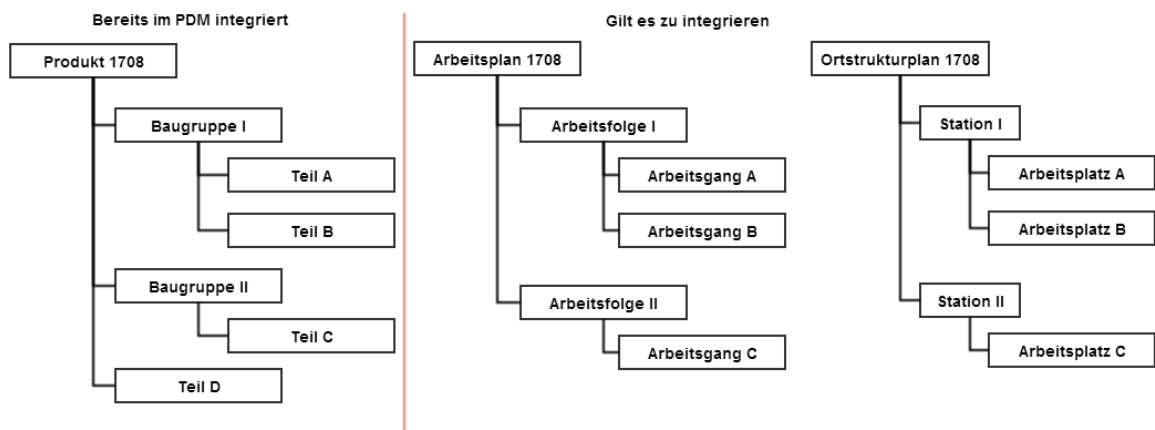 Bereits im PDM integriert
Produkt 1708
Baugruppe I
Teil A
Teil B
Baugruppe II
Teil C
Teil D
Gilt es zu integrieren
Arbeitsplan 1708
Arbeitsfolge I
Arbeitsgang A
Arbeitsgang B
Arbeitsfolge II
Arbeitsgang C
Ortstrukturplan 1708
Station I
Arbeitsplatz A
Arbeitsplatz B
Station II
Arbeitsplatz C